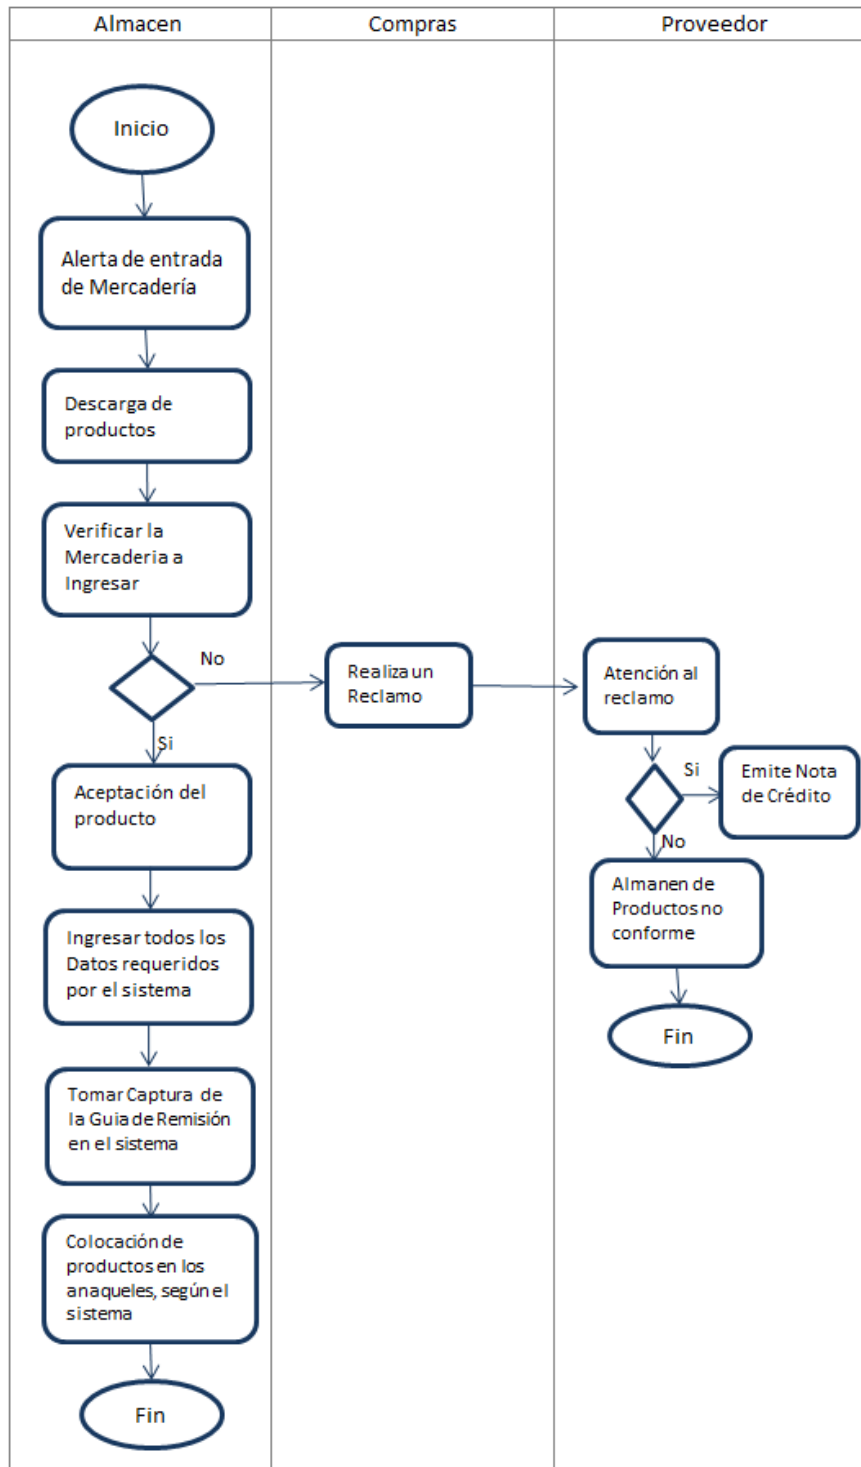 Almacen
Compras
Proveedor
Inicio
Alerta de entrada
de Mercadería
Descarga de
productos
Verificar la
Mercaderia a
Ingresar
No
Realiza un
Reclamo
Atención al
reclamo
Si
Aceptación del
producto
Si
Emite Nota
de Crédito
No
Almanen de
Productos no
conforme
Ingresar todos los
Datos requeridos
por el sistema
Fin
Tomar Captura de
la Guia de Remisión
en el sistema
Colocación de
productos en los
anaqueles, según el
sistema
Fin